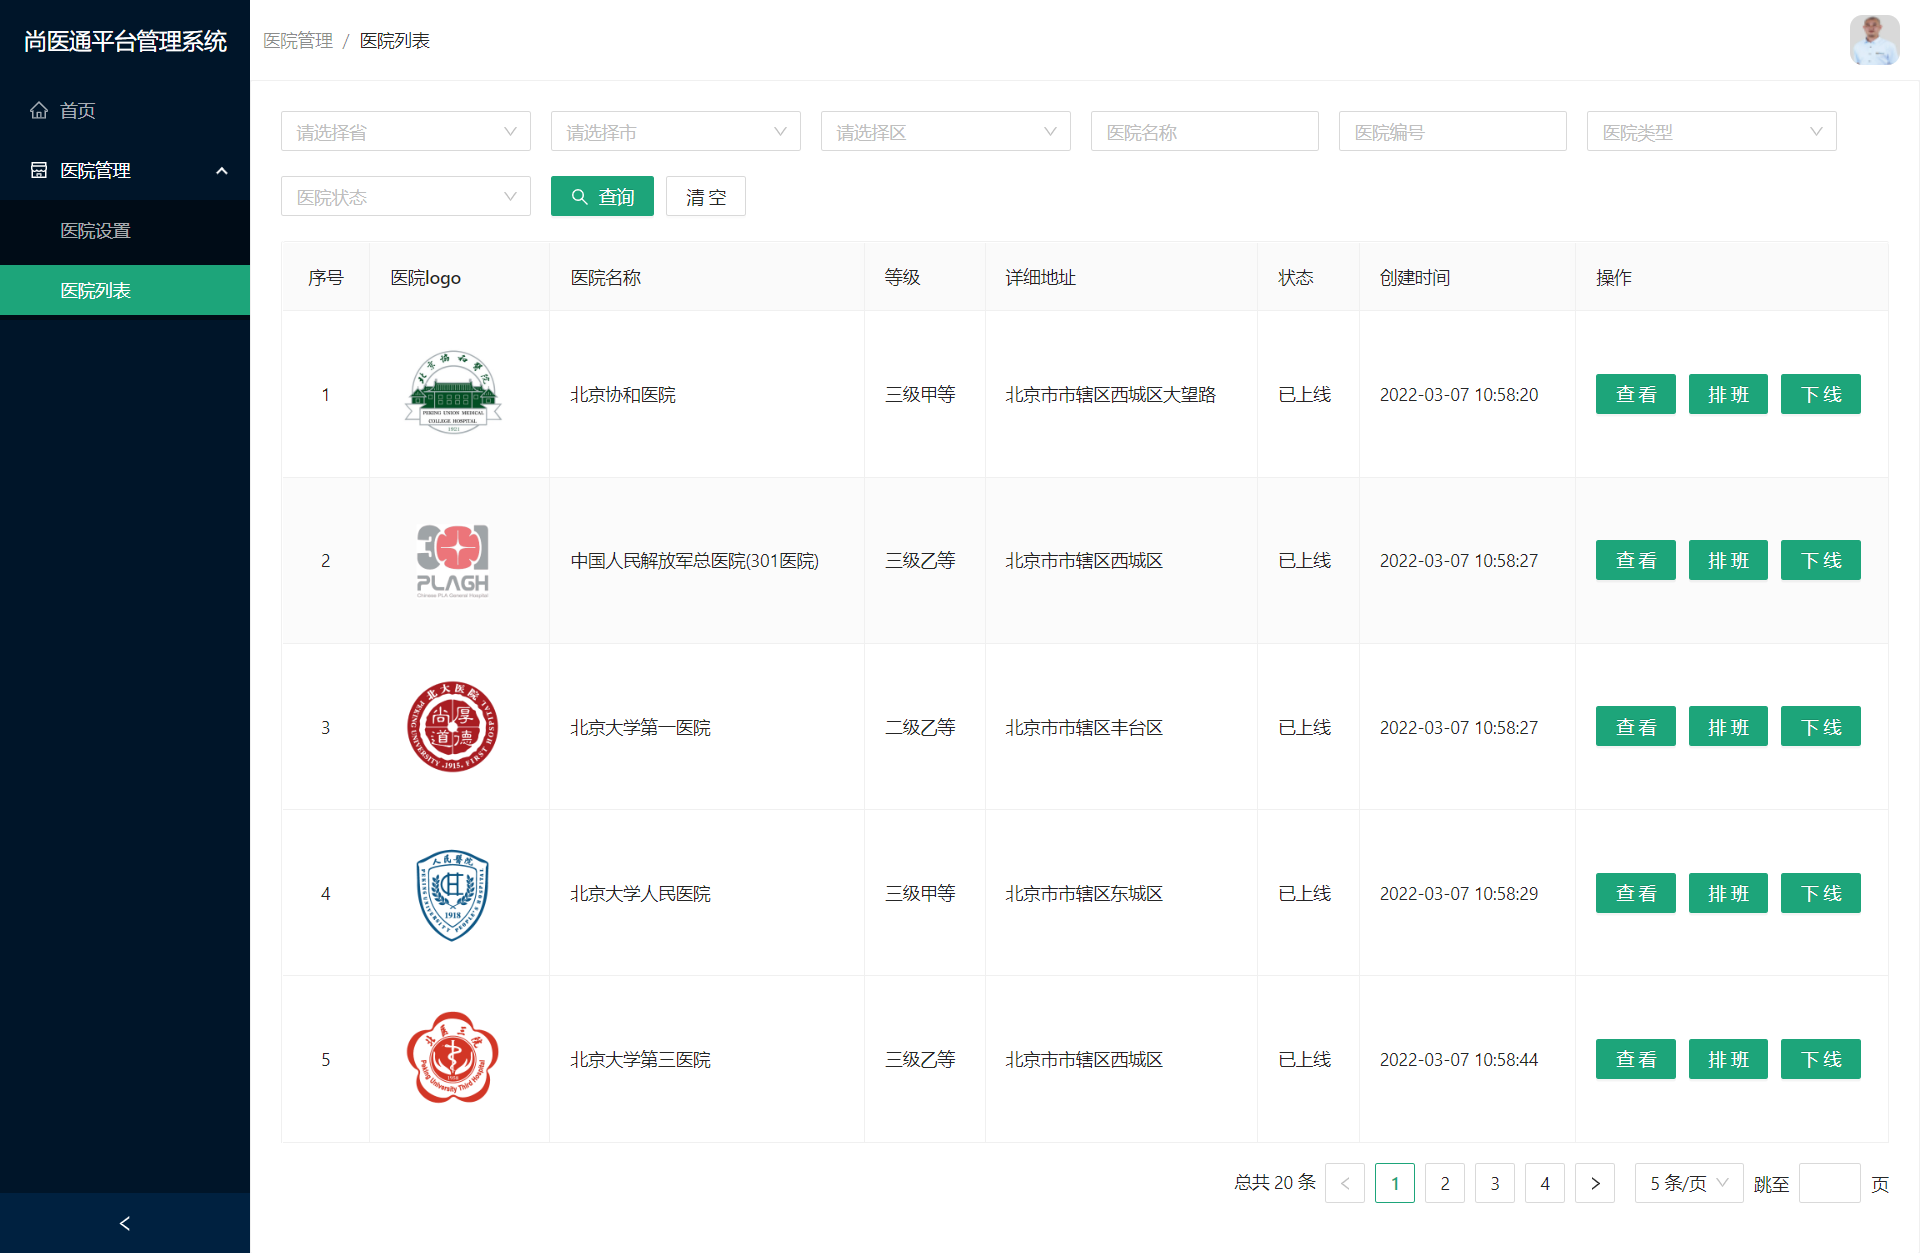 尚医通平台管理系统
首页
医院管理
医院设置
医院列表
医院管理 / 医院列表
请选择省
请选择市
请选择区
医院名称
医院编号
医院类型
医院状态
查询
清 空
序号 医院logo 医院名称 等级 详细地址 状态 创建时间 操作
北京协和醫院
PEKING UNION MEDICAL
COLLEGE HOSPITAL
1921
1 北京协和医院 三级甲等 北京市市辖区西城区大望路 已上线 2022-03-07 10:58:20 查 看 排 班 下 线
301
PLAGH
Chinese PLA General Hospital
2 中国人民解放军总医院(301医院) 三级乙等 北京市市辖区西城区 已上线 2022-03-07 10:58:27 查 看 排 班 下 线
北大医院
尚厚
道德
PEKING UNIVERSITY .1915. FIRST HOSPITAL
3 北京大学第一医院 二级乙等 北京市市辖区丰台区 已上线 2022-03-07 10:58:27 查 看 排 班 下 线
人民醫院
1918
PEKING UNIVERSITY PEOPLE'S HOSPITAL
4 北京大学人民医院 三级甲等 北京市市辖区东城区 已上线 2022-03-07 10:58:29 查 看 排 班 下 线
北医三院
1958
Peking University Third Hospital
5 北京大学第三医院 三级乙等 北京市市辖区西城区 已上线 2022-03-07 10:58:44 查 看 排 班 下 线
总共 20 条 < 1 2 3 4 > 5 条/页 跳至 页